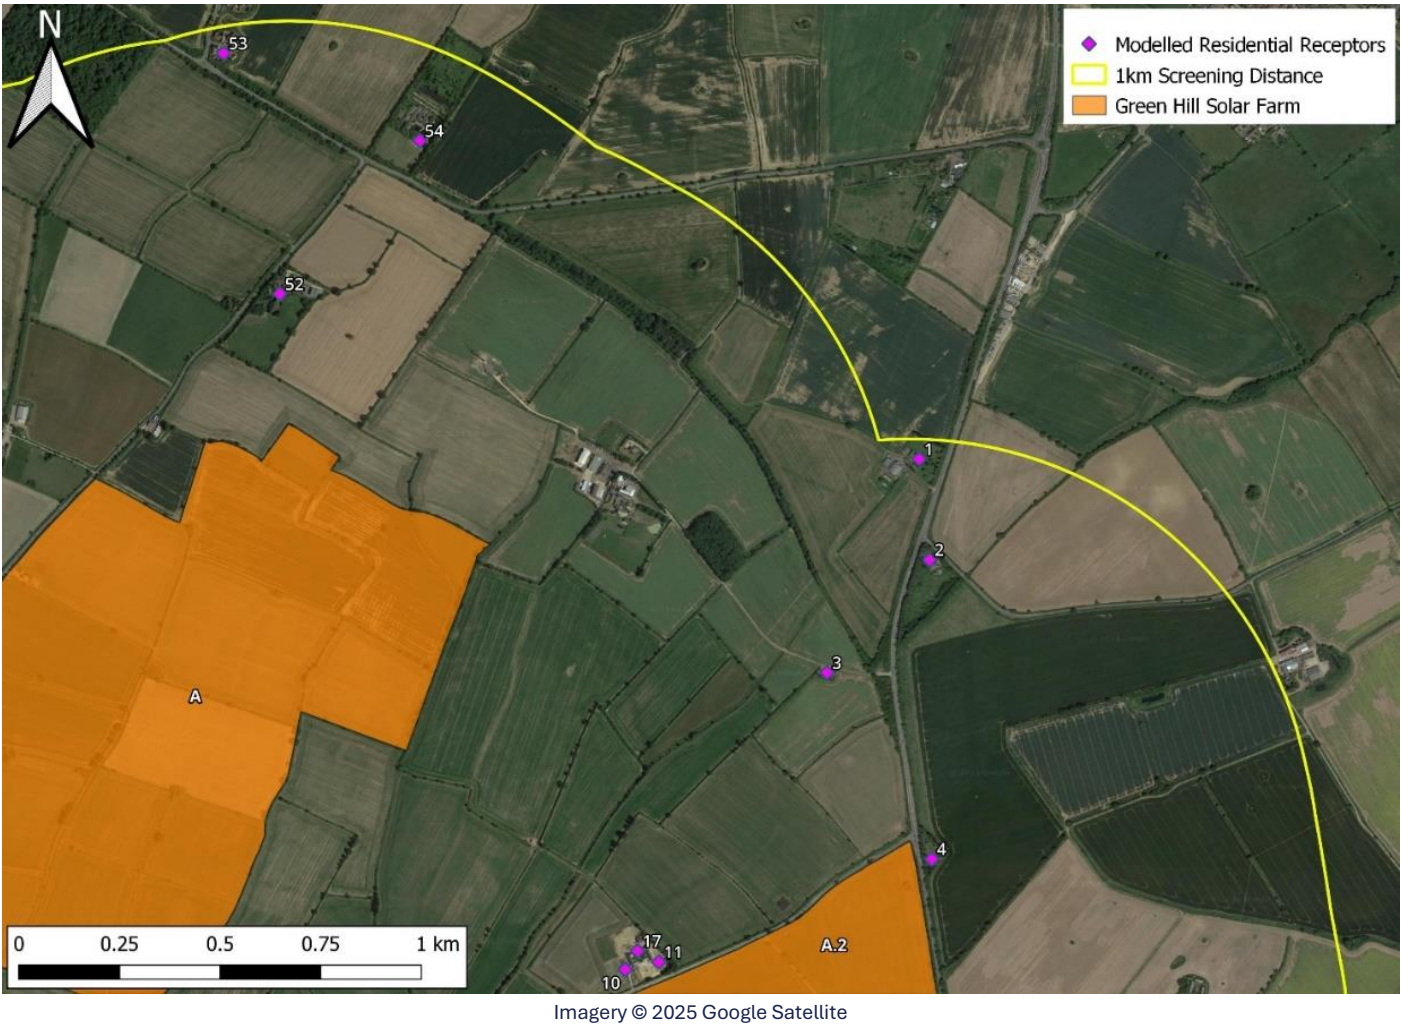 N
Modelled Residential Receptors
1km Screening Distance
Green Hill Solar Farm
53
54
52
1
2
3
A
4
17
11
10
A.2
0 0.25 0.5 0.75 1 km
Imagery © 2025 Google Satellite